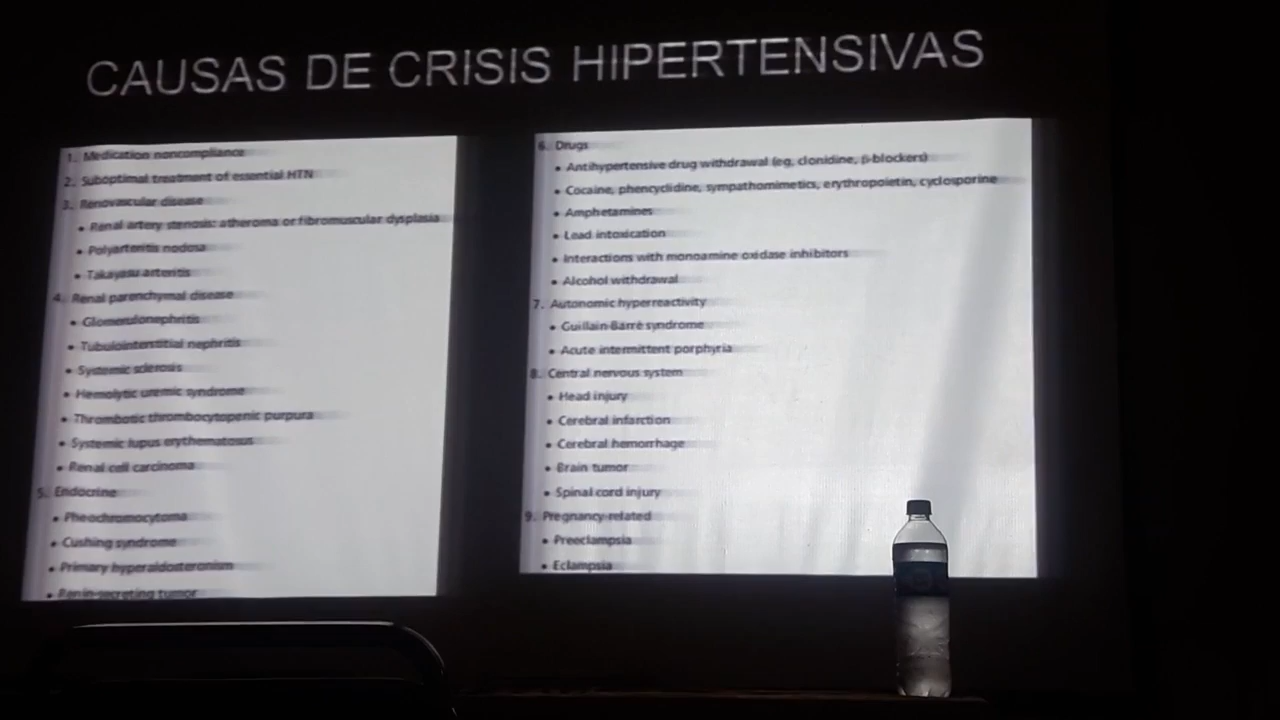 CAUSAS DE CRISIS HIPERTENSIVAS
1. Medication noncompliance
2. Suboptimal treatment of essential HTN
3. Renovascular disease
• Renal artery stenosis: atheroma or fibromuscular dysplasia
• Polyarteritis nodosa
• Takayasu arteritis
4. Renal parenchymal disease
• Glomerulonephritis
• Tubulointerstitial nephritis
• Systemic sclerosis
• Hemolytic uremic syndrome
• Thrombotic thrombocytopenic purpura
• Systemic lupus erythematosus
• Renal cell carcinoma
5. Endocrine
• Pheochromocytoma
• Cushing syndrome
• Primary hyperaldosteronism
• Renin-secreting tumor
6. Drugs
• Antihypertensive drug withdrawal (eg, clonidine, β-blockers)
• Cocaine, phencyclidine, sympathomimetics, erythropoietin, cyclosporine
• Amphetamines
• Lead intoxication
• Interactions with monoamine oxidase inhibitors
• Alcohol withdrawal
7. Autonomic hyperreactivity
• Guillain-Barré syndrome
• Acute intermittent porphyria
8. Central nervous system
• Head injury
• Cerebral infarction
• Cerebral hemorrhage
• Brain tumor
• Spinal cord injury
9. Pregnancy-related
• Preeclampsia
• Eclampsia